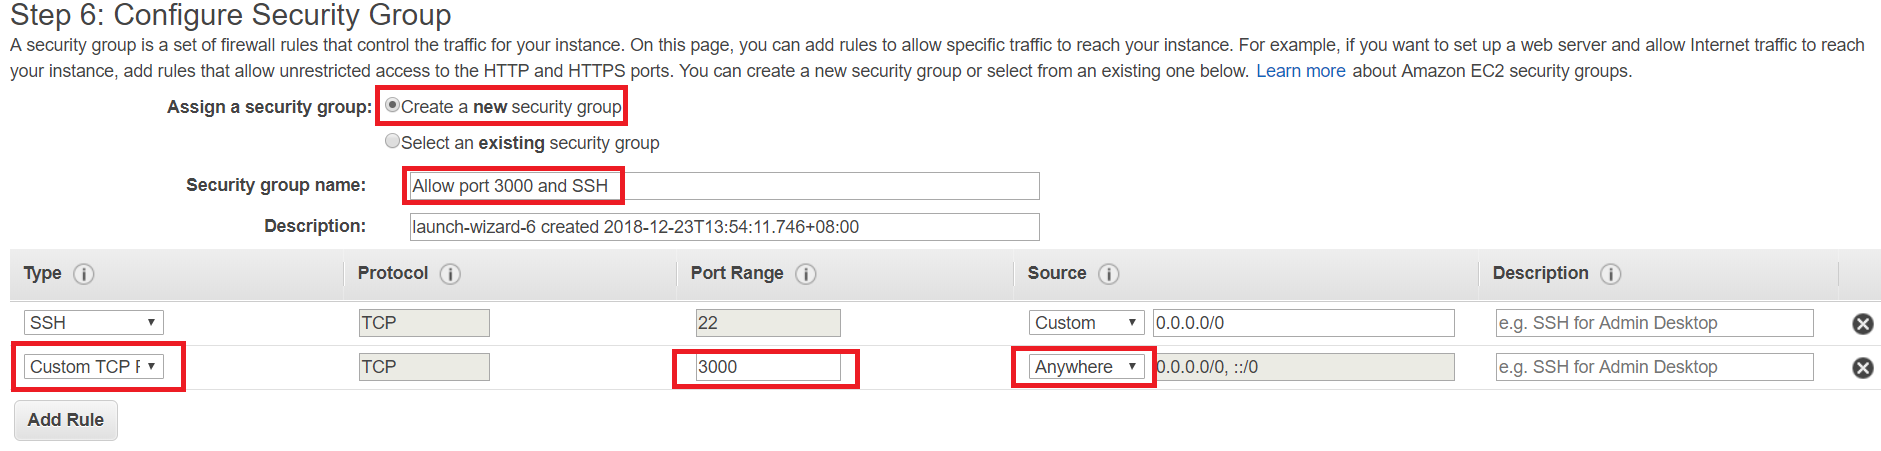 Step 6: Configure Security Group
A security group is a set of firewall rules that control the traffic for your instance. On this page, you can add rules to allow specific traffic to reach your instance. For example, if you want to set up a web server and allow Internet traffic to reach
your instance, add rules that allow unrestricted access to the HTTP and HTTPS ports. You can create a new security group or select from an existing one below. Learn more about Amazon EC2 security groups.
Assign a security group: Create a new security group
Select an existing security group
Security group name: Allow port 3000 and SSH
Description: launch-wizard-6 created 2018-12-23T13:54:11.746+08:00
Type i Protocol i Port Range i Source i Description i
SSH TCP 22 Custom 0.0.0.0/0 e.g. SSH for Admin Desktop
Custom TCP F TCP 3000 Anywhere 0.0.0.0/0, ::/0 e.g. SSH for Admin Desktop
Add Rule